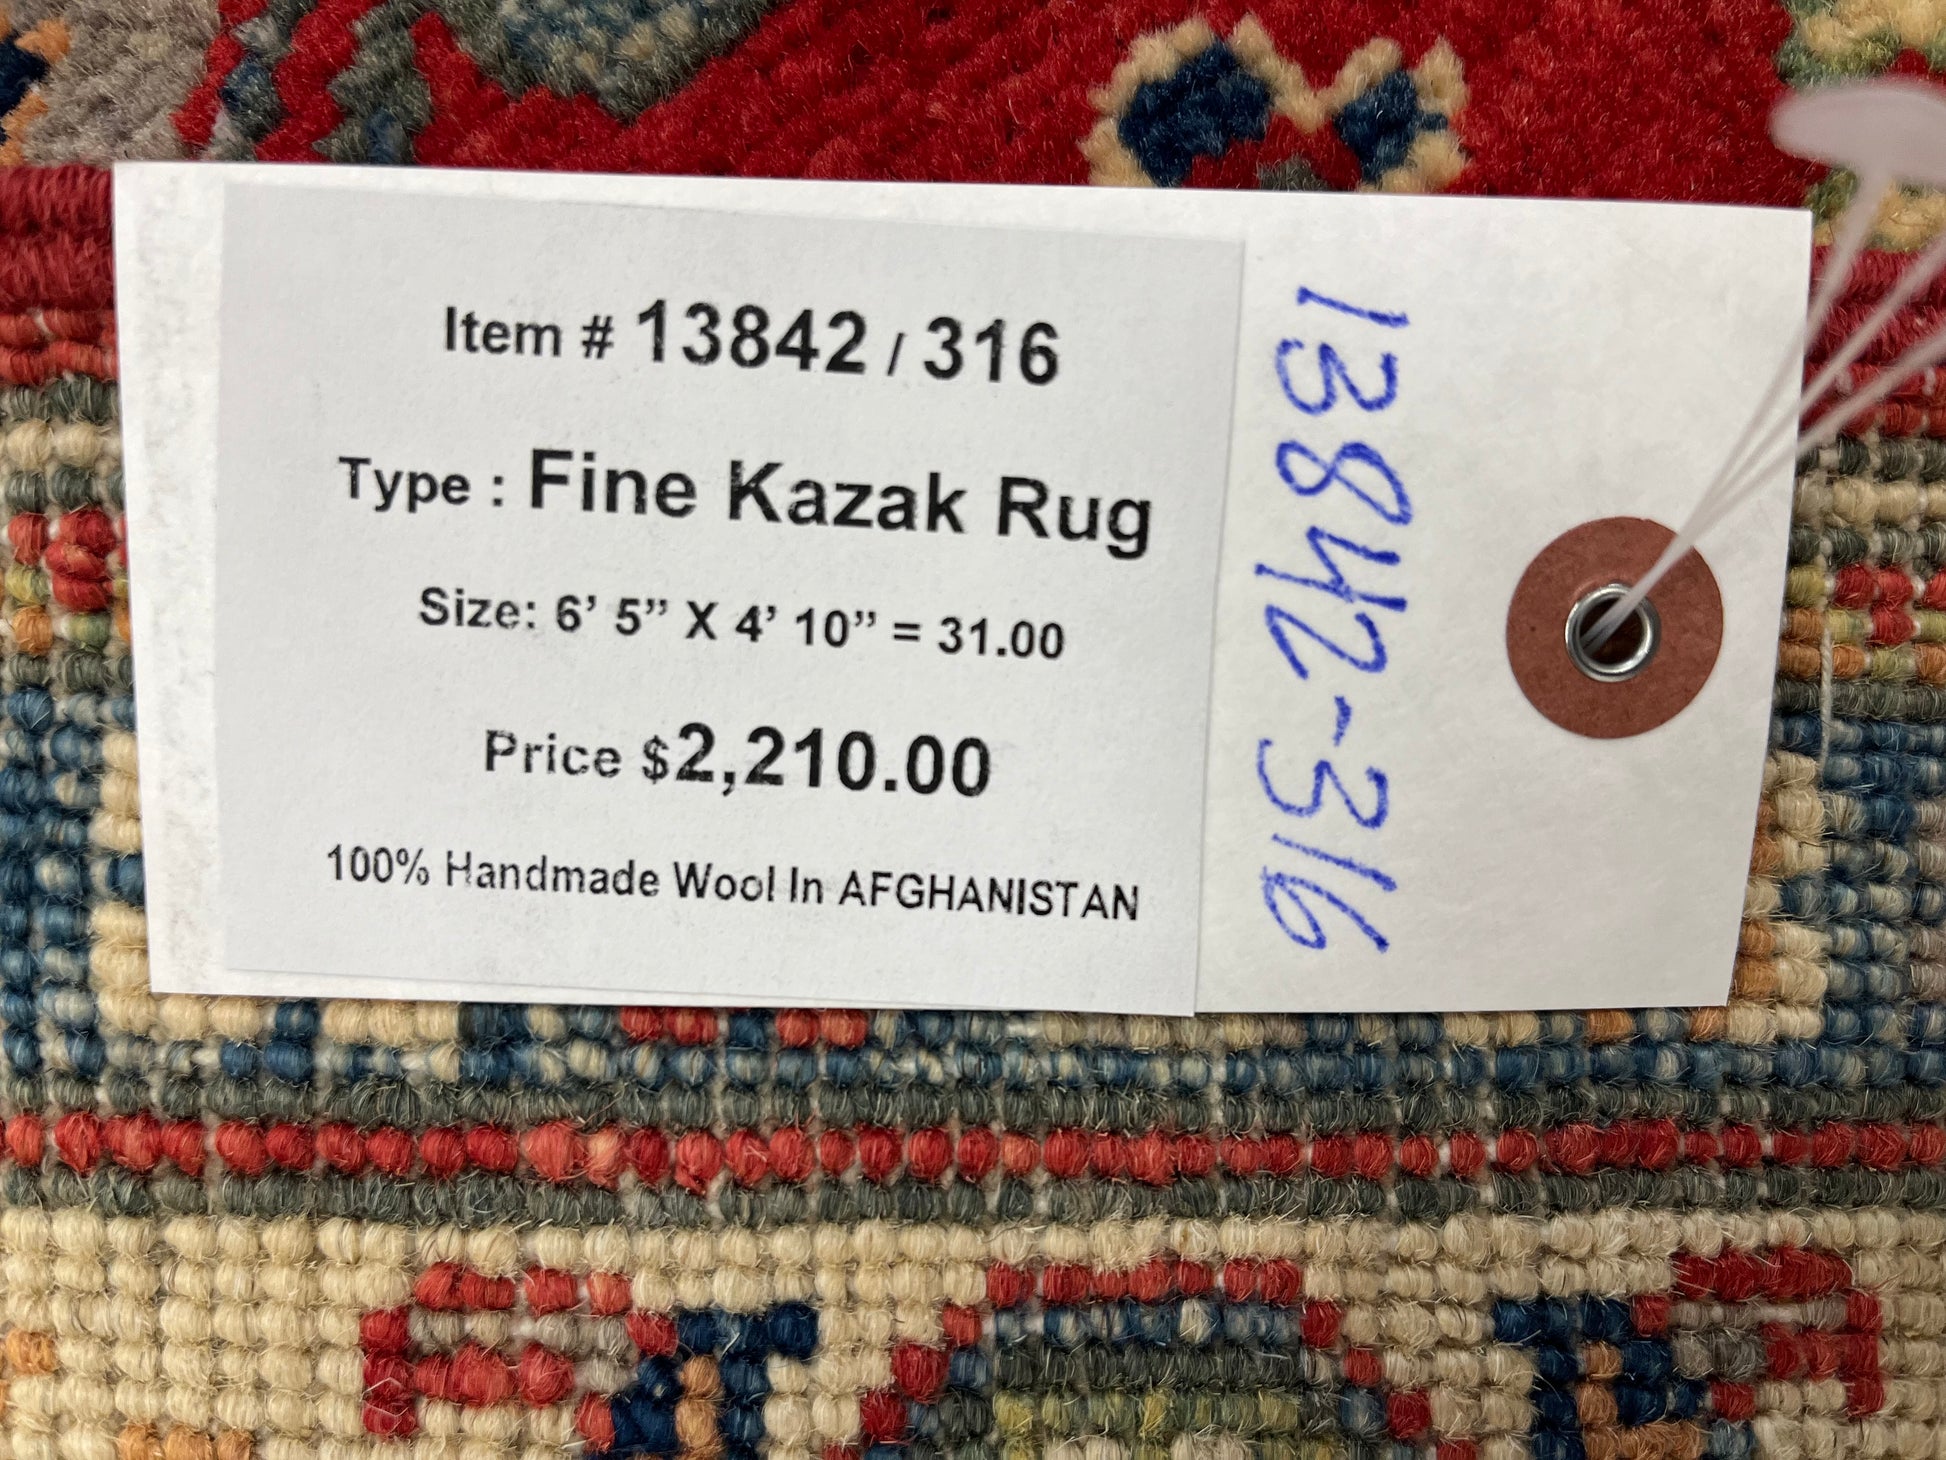 Item # 13842 / 316
Type : Fine Kazak Rug
Size: 6’ 5” X 4’ 10” = 31.00
Price $2,210.00
100% Handmade Wool In AFGHANISTAN
13842-316